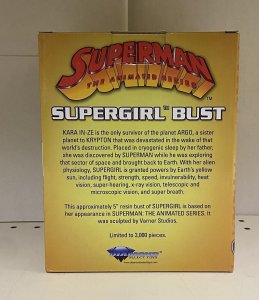 SUPERMAN
THE ANIMATED SERIES
™
SUPERGIRL™ BUST
KARA IN-ZE is the only survivor of the planet ARGO, a sister
planet to KRYPTON that was devastated in the wake of that
world's destruction. Placed in cryogenic sleep by her father,
she was discovered by SUPERMAN while he was exploring
that sector of space and brought back to Earth. With her alien
physiology, SUPERGIRL is granted powers by Earth's yellow
sun, including flight, strength, speed, invulnerability, heat
vision, super-hearing, x-ray vision, telescopic and
microscopic vision, and super breath.
This approximately 5" resin bust of SUPERGIRL is based on
her appearance in SUPERMAN: THE ANIMATED SERIES. It
was sculpted by Varner Studios.
Limited to 3,000 pieces.
DIAMOND
SELECT TOYS